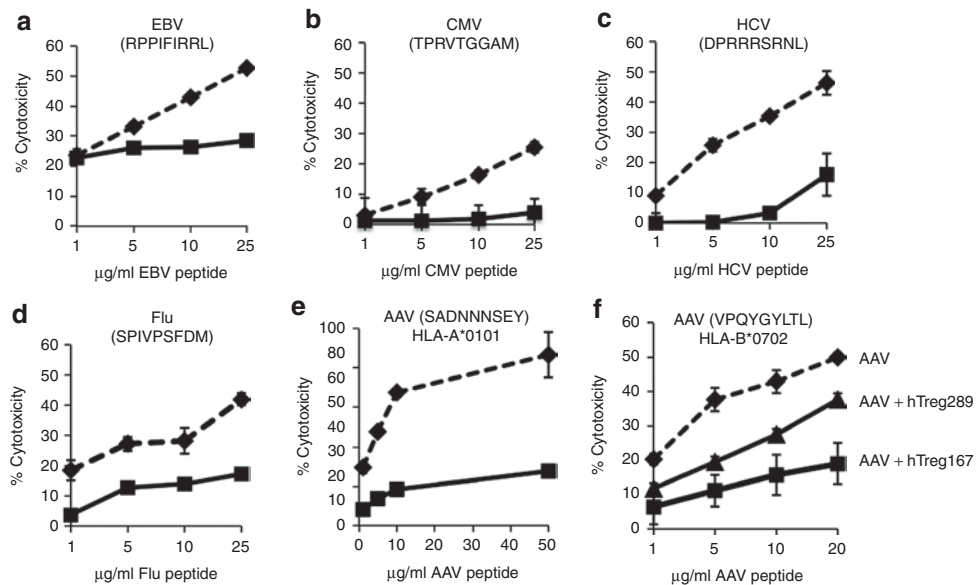 a
EBV
(RPPIFIRRL)
% Cytotoxicity
60
50
40
30
20
10
0
1 5 10 25
µg/ml EBV peptide
b
CMV
(TPRVTGGAM)
% Cytotoxicity
60
50
40
30
20
10
0
1 5 10 25
µg/ml CMV peptide
c
HCV
(DPRRRSRNL)
% Cytotoxicity
60
50
40
30
20
10
0
1 5 10 25
µg/ml HCV peptide
d
Flu
(SPIVPSFDM)
% Cytotoxicity
60
50
40
30
20
10
0
1 5 10 25
µg/ml Flu peptide
e
AAV (SADNNNSEY)
HLA-A*0101
% Cytotoxicity
100
80
60
40
20
0
0 10 20 30 40 50
µg/ml AAV peptide
f
AAV (VPQYGYLTL)
HLA-B*0702
% Cytotoxicity
60
50
40
30
20
10
0
1 5 10 20
µg/ml AAV peptide
AAV
AAV + hTreg289
AAV + hTreg167